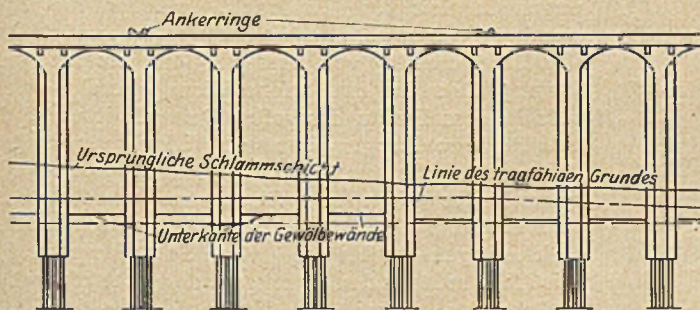 Ankerringe
Ursprüngliche Schlammschicht
Linie des tragfähigen Grundes
Unterkante der Gewölbewände